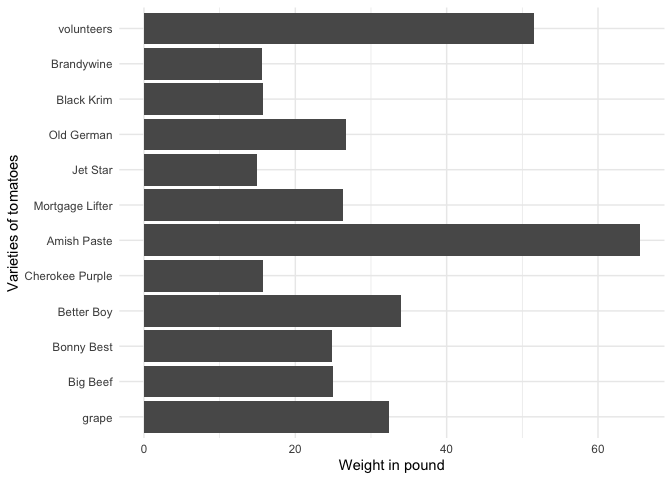 volunteers
Brandywine
Black Krim
Old German
Jet Star
Mortgage Lifter
Amish Paste
Cherokee Purple
Better Boy
Bonny Best
Big Beef
grape
Varieties of tomatoes
0 20 40 60
Weight in pound